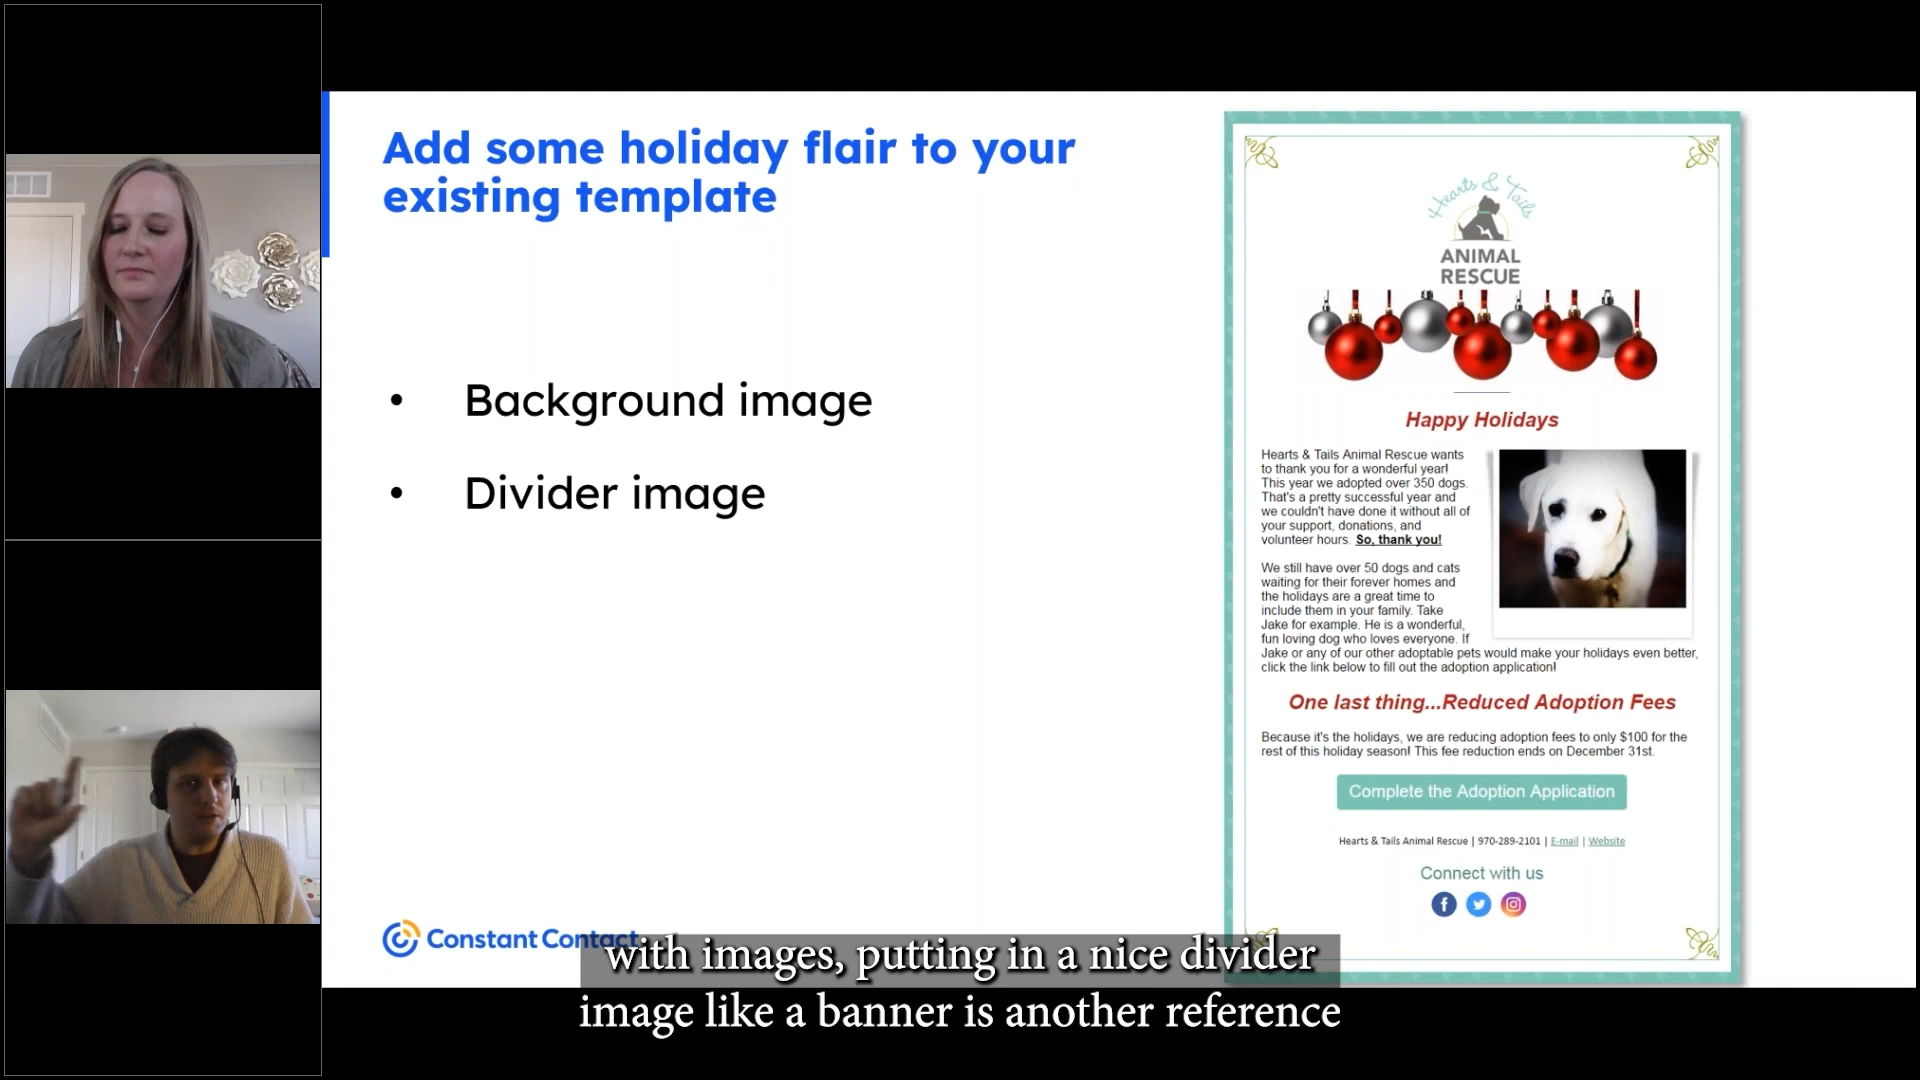 Add some holiday flair to your
existing template
• Background image
• Divider image
Constant Contact
Hearts & Tails
ANIMAL
RESCUE
Happy Holidays
Hearts & Tails Animal Rescue wants
to thank you for a wonderful year!
This year we adopted over 350 dogs.
That's a pretty successful year and
we couldn't have done it without all of
your support, donations, and
volunteer hours. So, thank you!
We still have over 50 dogs and cats
waiting for their forever homes and
the holidays are a great time to
include them in your family. Take
Jake for example. He is a wonderful,
fun loving dog who loves everyone. If
Jake or any of our other adoptable pets would make your holidays even better,
click the link below to fill out the adoption application!
One last thing...Reduced Adoption Fees
Because it's the holidays, we are reducing adoption fees to only $100 for the
rest of this holiday season! This fee reduction ends on December 31st.
Complete the Adoption Application
Hearts & Tails Animal Rescue | 970-289-2101 | E-mail | Website
Connect with us
with images, putting in a nice divider
image like a banner is another reference